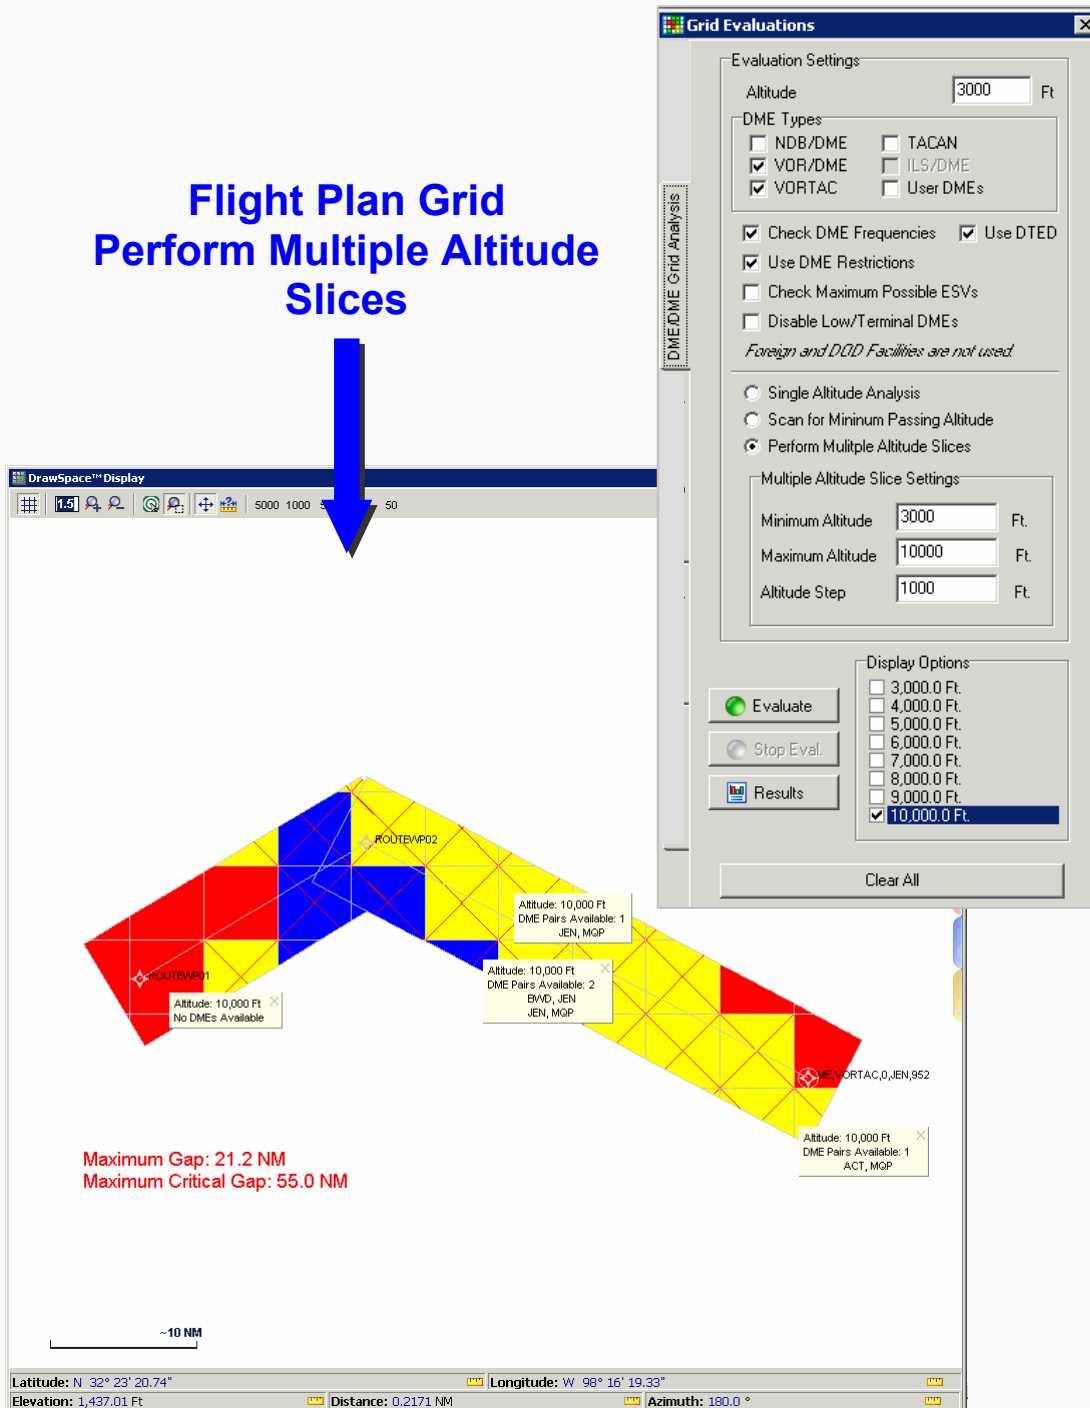 Flight Plan Grid
Perform Multiple Altitude
Slices
Grid Evaluations
Evaluation Settings
Altitude 3000 Ft
DME Types
NDB/DME TACAN
VOR/DME ILS/DME
VORTAC User DMEs
DME/DME Grid Analysis
Check DME Frequencies Use DTED
Use DME Restrictions
Check Maximum Possible ESVs
Disable Low/Terminal DMEs
Foreign and DOD Facilities are not used
Single Altitude Analysis
Scan for Mininum Passing Altitude
Perform Mulitple Altitude Slices
Multiple Altitude Slice Settings
Minimum Altitude 3000 Ft.
Maximum Altitude 10000 Ft.
Altitude Step 1000 Ft.
Display Options
3,000.0 Ft.
4,000.0 Ft.
5,000.0 Ft.
6,000.0 Ft.
7,000.0 Ft.
8,000.0 Ft.
9,000.0 Ft.
10,000.0 Ft.
Evaluate
Stop Eval.
Results
Clear All
DrawSpace™ Display
1.5 5000 1000 50
ROUTEWP02
Altitude: 10,000 Ft
DME Pairs Available: 1
JEN, MQP
Altitude: 10,000 Ft
DME Pairs Available: 2
BWD, JEN
JEN, MQP
ROUTEWP01
Altitude: 10,000 Ft
No DMEs Available
ME,VORTAC,0,JEN,952
Altitude: 10,000 Ft
DME Pairs Available: 1
ACT, MQP
Maximum Gap: 21.2 NM
Maximum Critical Gap: 55.0 NM
~10 NM
Latitude: N 32° 23' 20.74" Longitude: W 98° 16' 19.33"
Elevation: 1,437.01 Ft Distance: 0.2171 NM Azimuth: 180.0 °